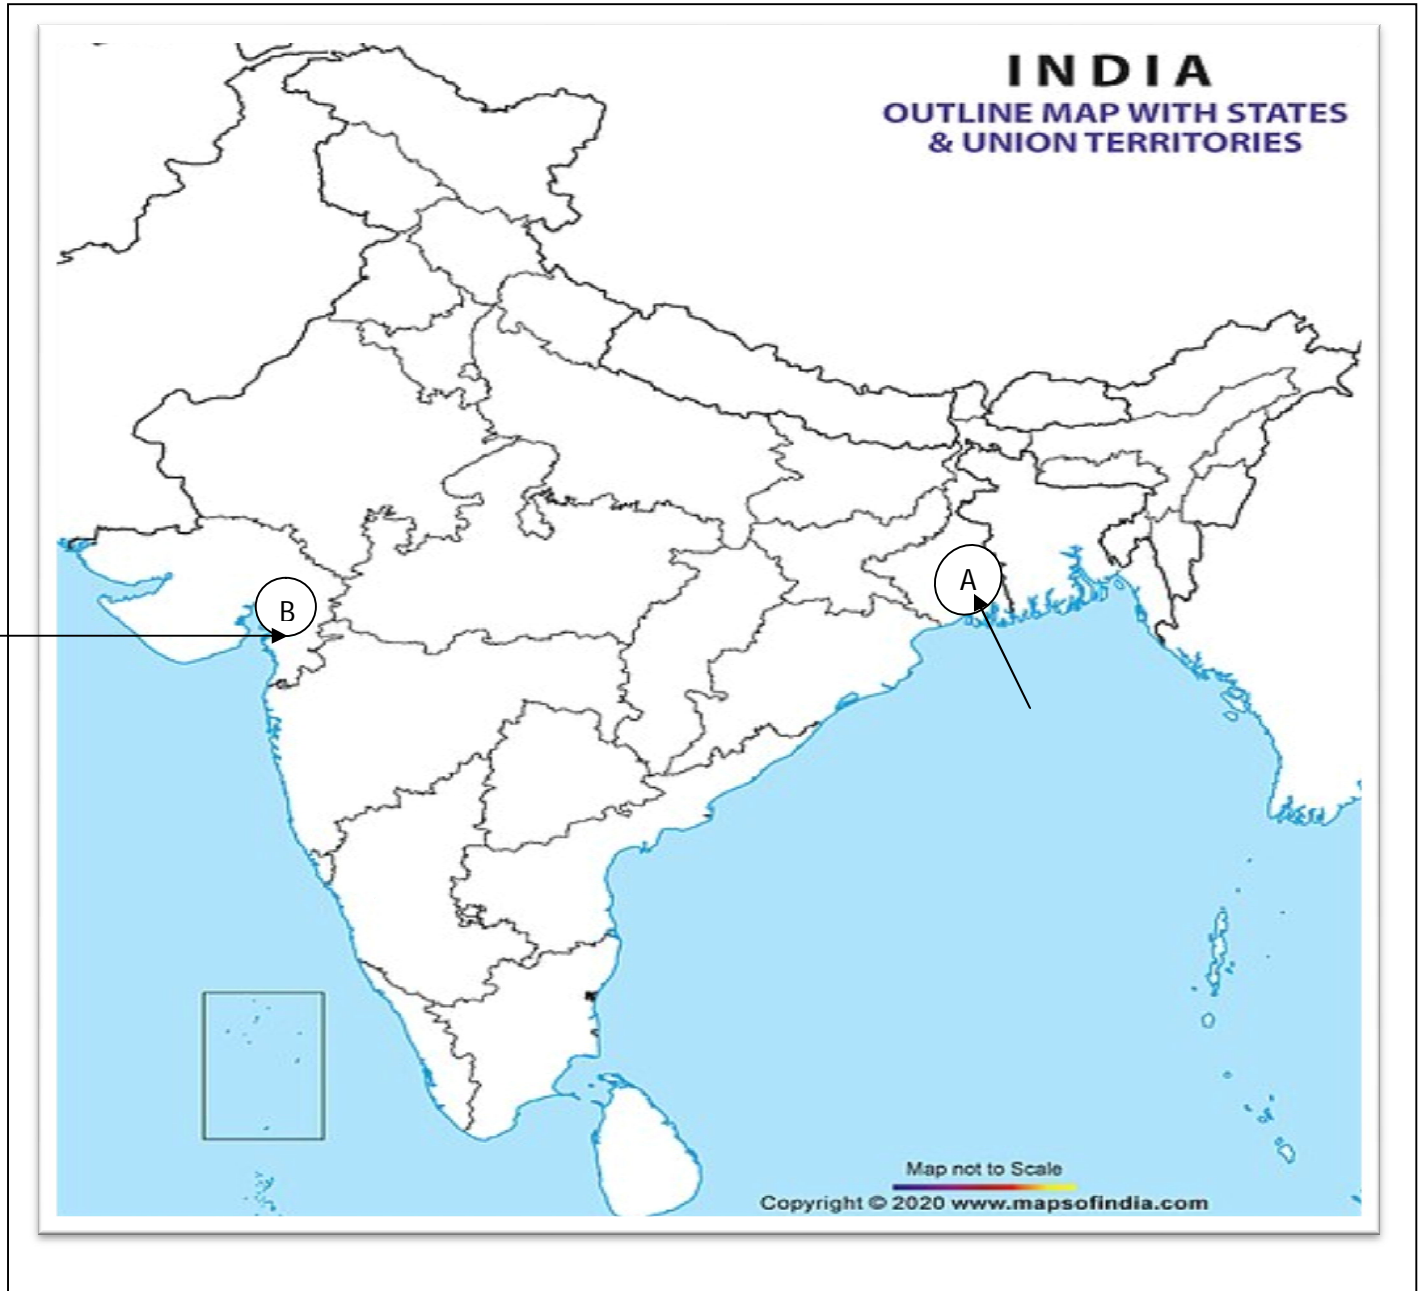 INDIA
OUTLINE MAP WITH STATES
& UNION TERRITORIES
A
B
Map not to Scale
Copyright © 2020 www.mapsofindia.com